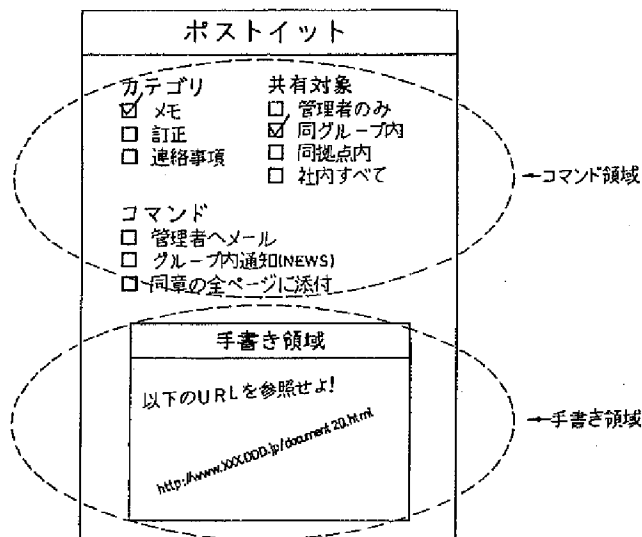 ポストイット
カテゴリ
メモ
訂正
連絡事項
共有対象
管理者のみ
同グループ内
同拠点内
社内すべて
コマンド
管理者へメール
グループ内通知(NEWS)
同章の全ページに添付
←コマンド領域
手書き領域
以下のURLを参照せよ!
http://www.XXX.DDD.jp/document20.html
←手書き領域